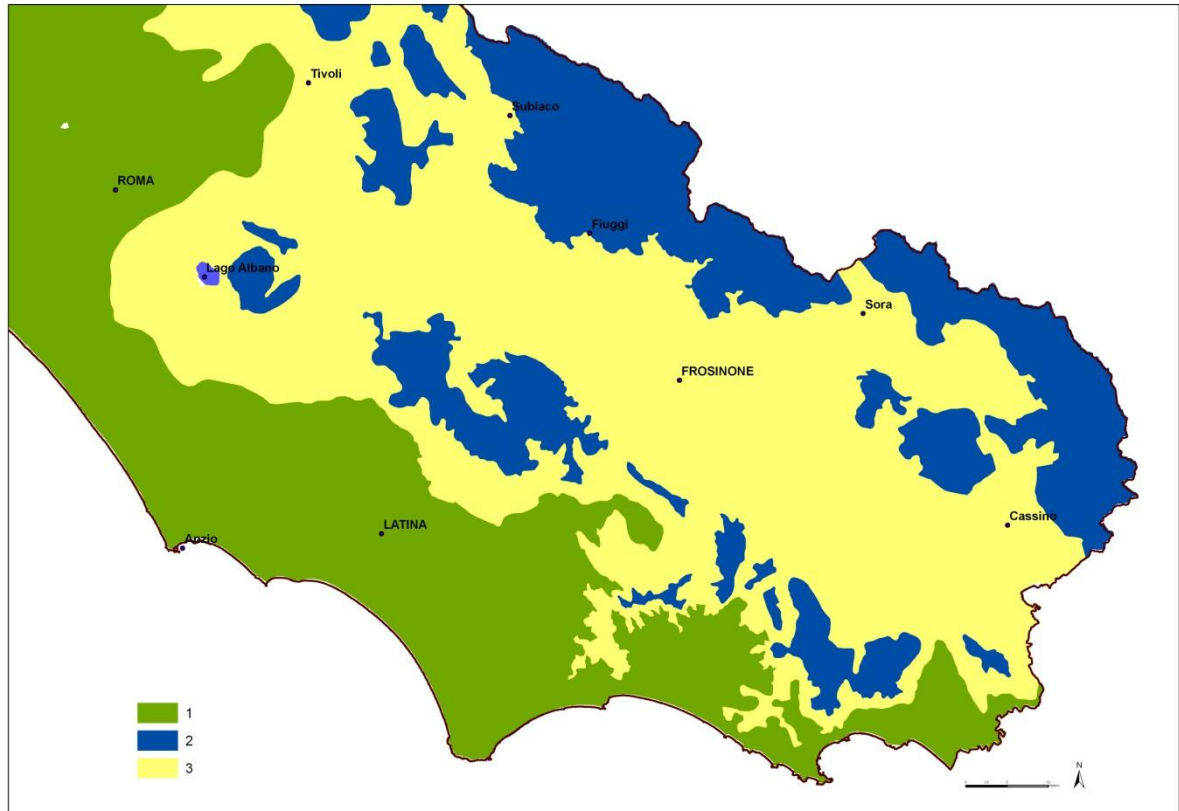 Tivoli
Subiaco
ROMA
Fiuggi
Lago Albano
Sora
FROSINONE
Cassino
LATINA
Anzio
1
2
3
N